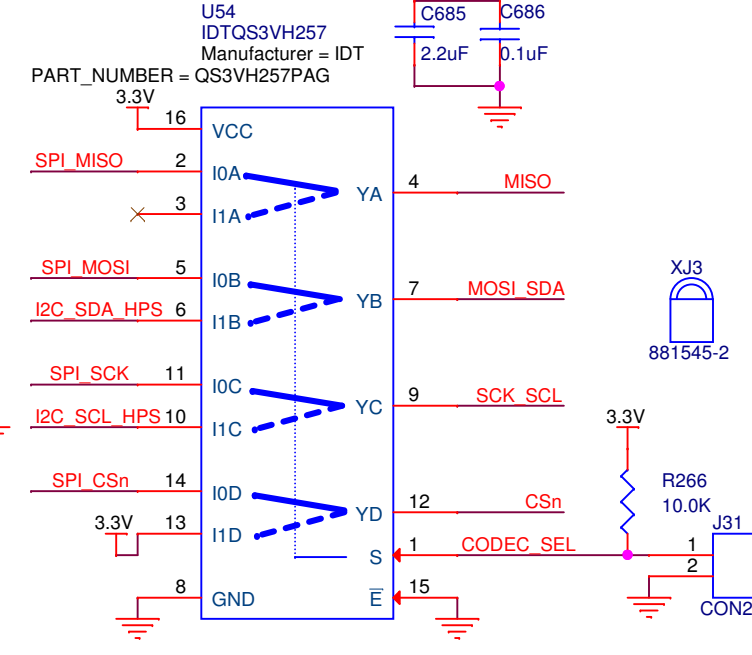 U54
IDTQS3VH257
Manufacturer = IDT
PART_NUMBER = QS3VH257PAG
C685
C686
2.2uF
0.1uF
3.3V
16
VCC
SPI_MISO
2
I0A
3
I1A
YA
4
MISO
SPI_MOSI
5
I0B
I2C_SDA_HPS
6
I1B
YB
7
MOSI_SDA
SPI_SCK
11
I0C
I2C_SCL_HPS
10
I1C
YC
9
SCK_SCL
SPI_CSn
14
I0D
3.3V
13
I1D
YD
12
CSn
S
1
CODEC_SEL
8
GND
E
15
XJ3
881545-2
3.3V
R266
10.0K
J31
1
2
CON2